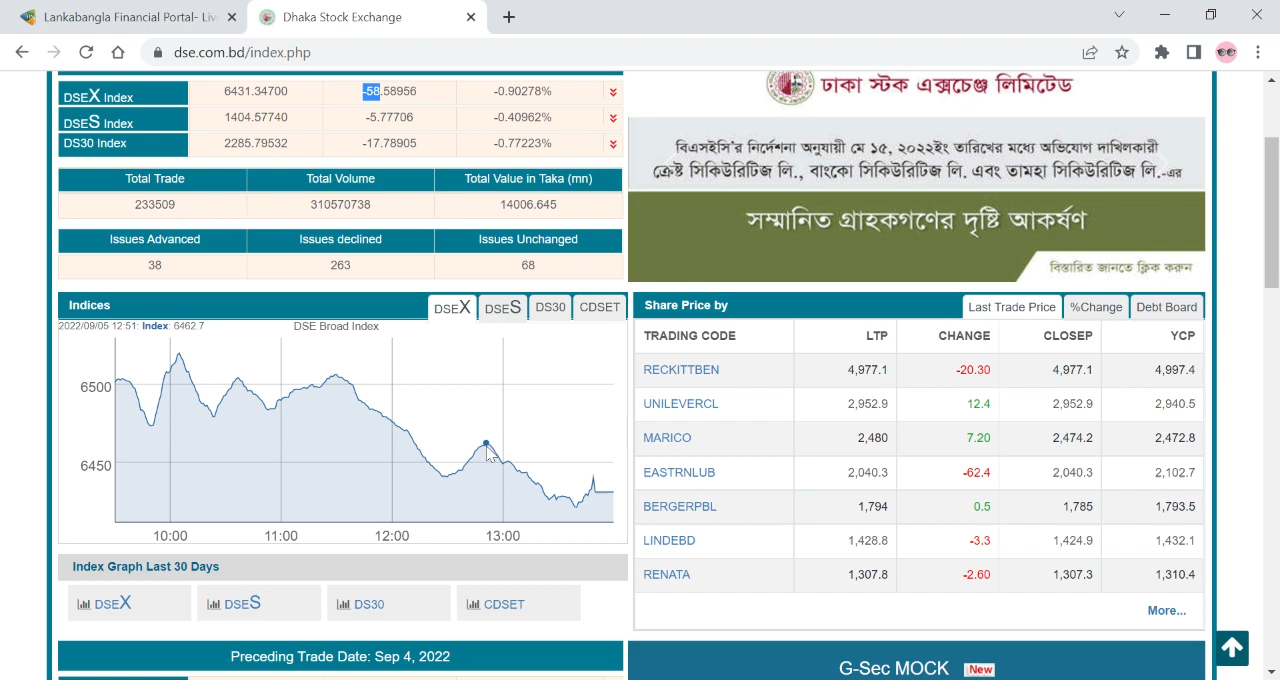 Lankabangla Financial Portal- Liv
Dhaka Stock Exchange
dse.com.bd/index.php
DSEX Index 6431.34700 -58.58956 -0.90278%
DSES Index 1404.57740 -5.77706 -0.40962%
DS30 Index 2285.79532 -17.78905 -0.77223%
Total Trade Total Volume Total Value in Taka (mn)
233509 310570738 14006.645
Issues Advanced Issues declined Issues Unchanged
38 263 68
ঢাকা স্টক এক্সচেঞ্জ লিমিটেড
বিএসইসি'র নির্দেশনা অনুযায়ী মে ১৫, ২০২২ইং তারিখের মধ্যে অভিযোগ দাখিলকারী
ক্রেষ্ট সিকিউরিটিজ লি., বাংকো সিকিউরিটিজ লি. এবং তামহা সিকিউরিটিজ লি.-এর
সম্মানিত গ্রাহকগণের দৃষ্টি আকর্ষণ
বিস্তারিত জানতে ক্লিক করুন
Indices DSEX DSES DS30 CDSET
2022/09/05 12:51: Index: 6462.7 DSE Broad Index
6500
6450
10:00 11:00 12:00 13:00
Index Graph Last 30 Days
DSEX DSES DS30 CDSET
Preceding Trade Date: Sep 4, 2022
Share Price by Last Trade Price %Change Debt Board
TRADING CODE LTP CHANGE CLOSEP YCP
RECKITTBEN 4,977.1 -20.30 4,977.1 4,997.4
UNILEVERCL 2,952.9 12.4 2,952.9 2,940.5
MARICO 2,480 7.20 2,474.2 2,472.8
EASTRNLUB 2,040.3 -62.4 2,040.3 2,102.7
BERGERPBL 1,794 0.5 1,785 1,793.5
LINDEBD 1,428.8 -3.3 1,424.9 1,432.1
RENATA 1,307.8 -2.60 1,307.3 1,310.4
More...
G-Sec MOCK New